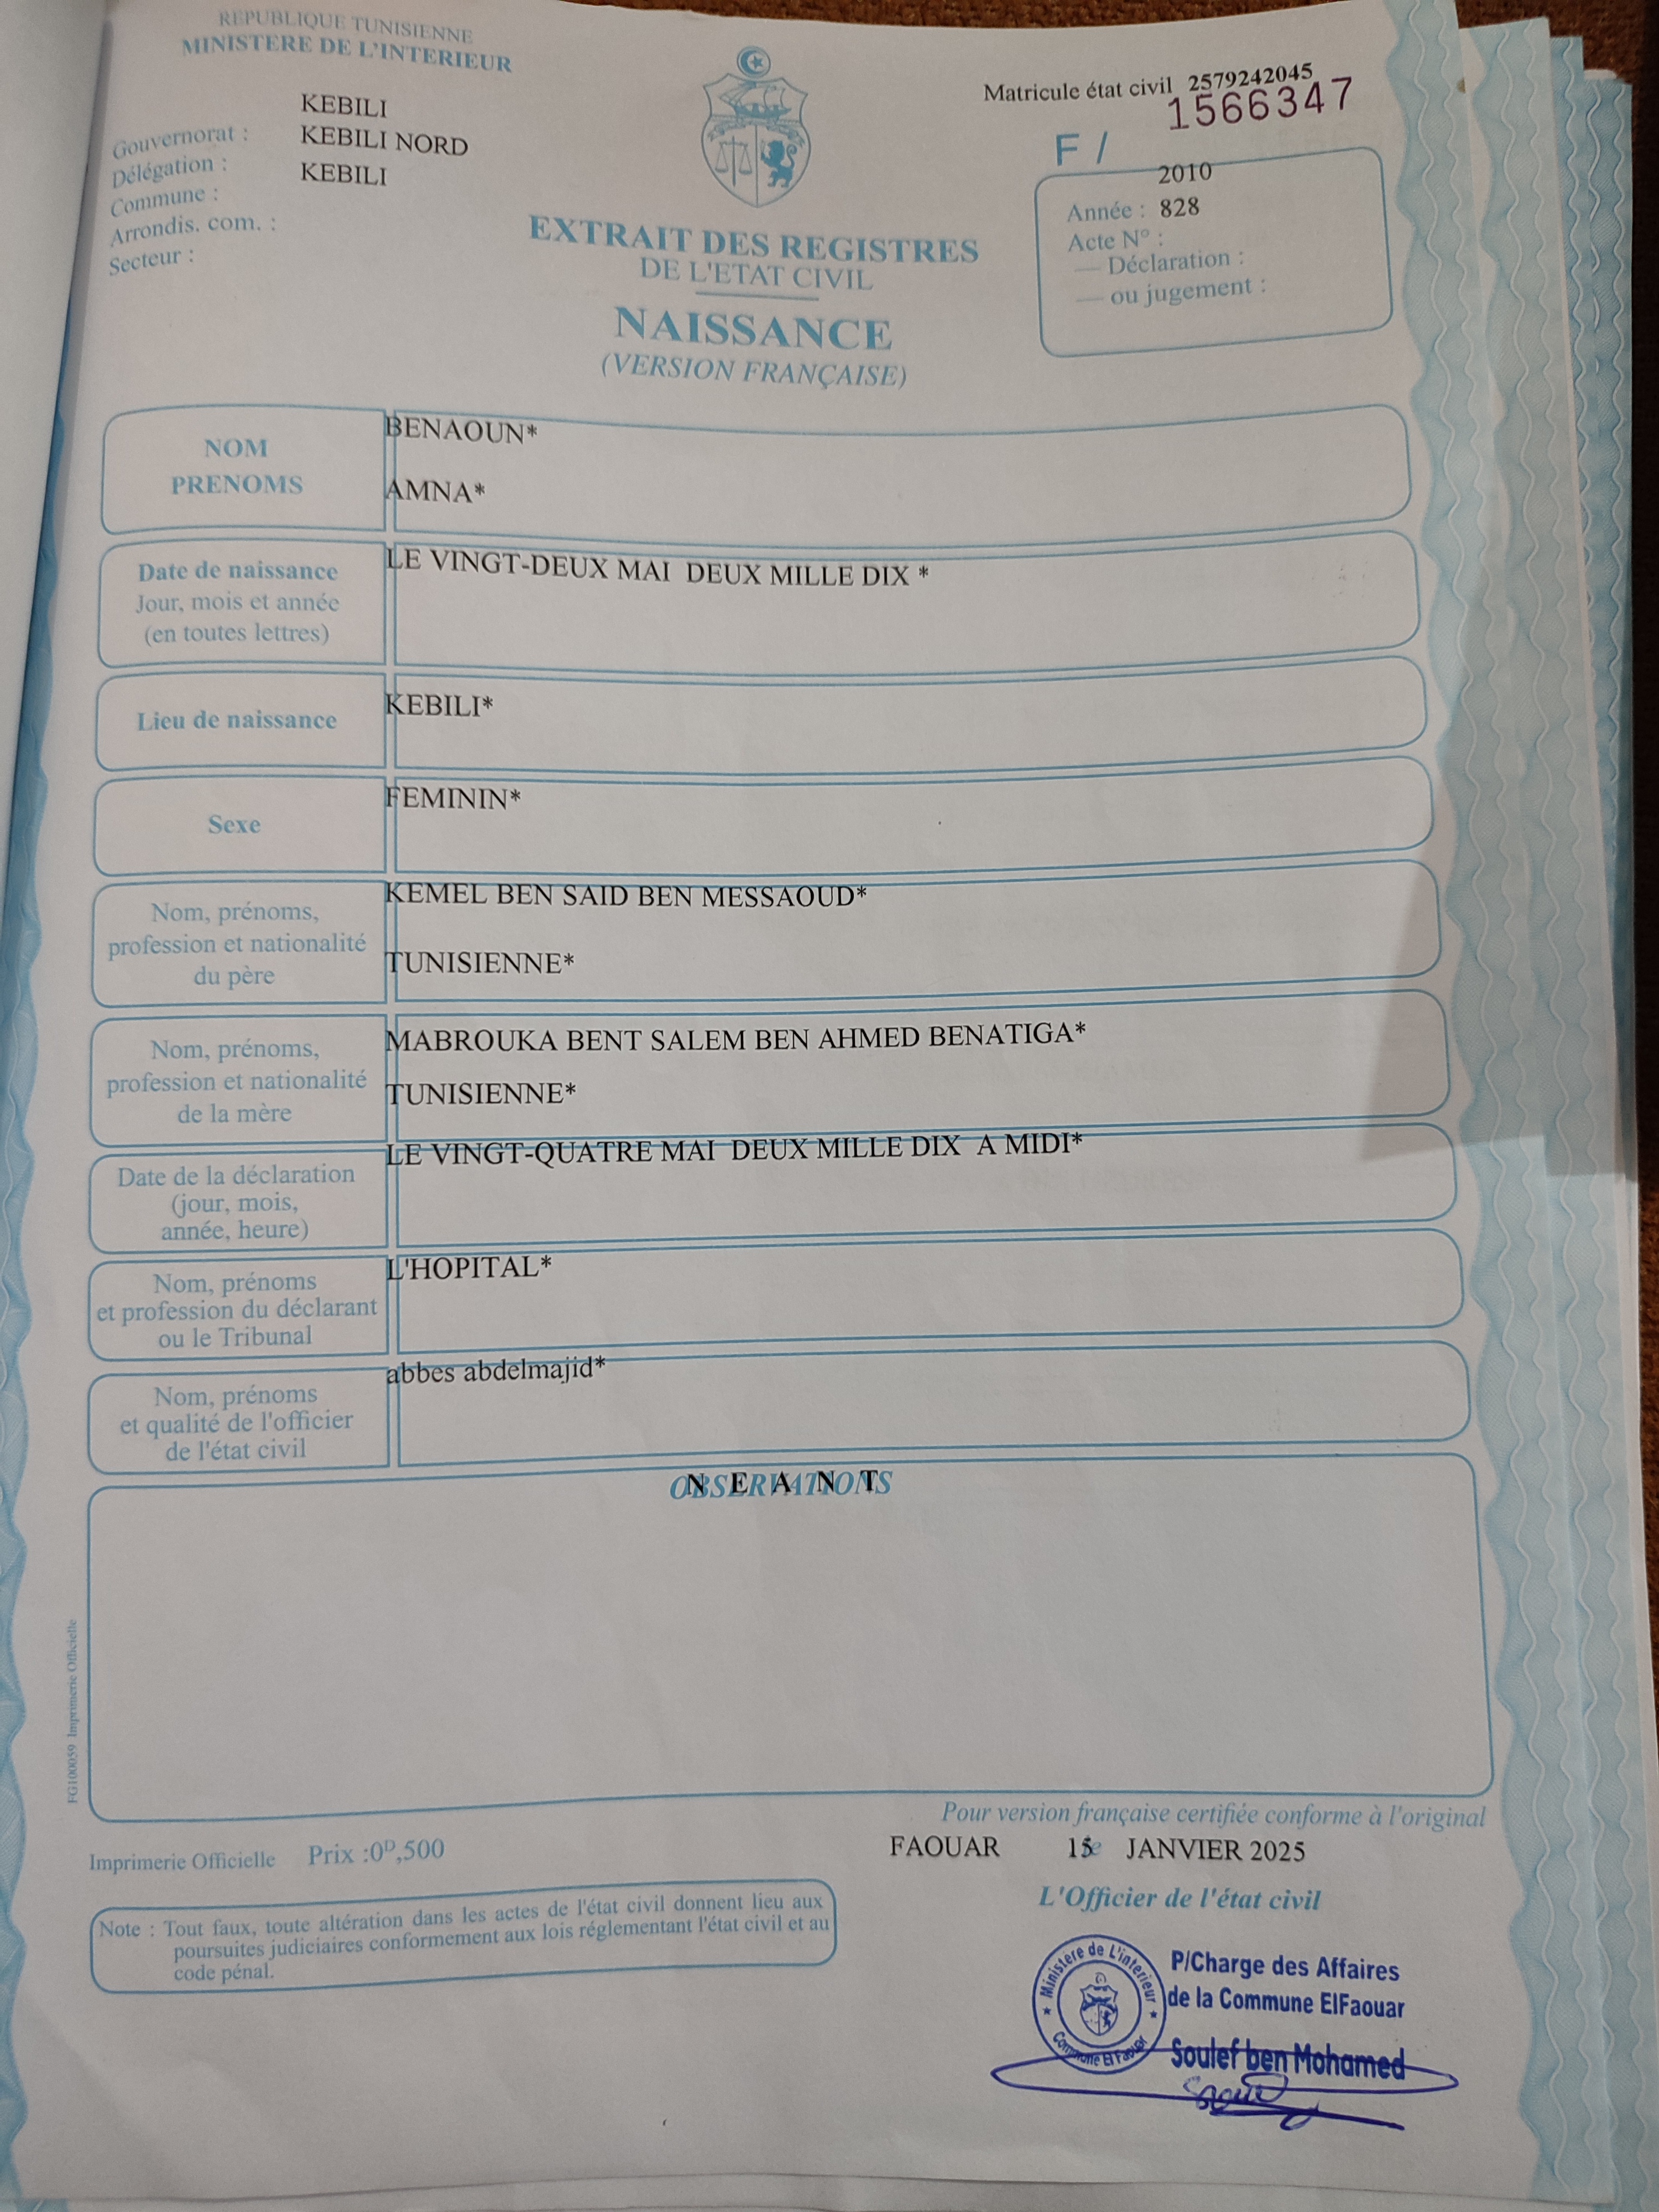 REPUBLIQUE TUNISIENNE
MINISTERE DE L'INTERIEUR
KEBILI
Gouvernorat :
KEBILI NORD
Délégation :
KEBILI
Commune :
Arrondis. com. :
Secteur :
Matricule état civil 2579242045
1566347
F /
2010
Année : 828
Acte N° :
— Déclaration :
— ou jugement :
EXTRAIT DES REGISTRES
DE L'ETAT CIVIL
NAISSANCE
(VERSION FRANÇAISE)
NOM
PRENOMS
BENAOUN*
AMNA*
Date de naissance
Jour, mois et année
(en toutes lettres)
LE VINGT-DEUX MAI DEUX MILLE DIX *
Lieu de naissance
KEBILI*
Sexe
FEMININ*
Nom, prénoms,
profession et nationalité
du père
KEMEL BEN SAID BEN MESSAOUD*
TUNISIENNE*
Nom, prénoms,
profession et nationalité
de la mère
MABROUKA BENT SALEM BEN AHMED BENATIGA*
TUNISIENNE*
Date de la déclaration
(jour, mois,
année, heure)
LE VINGT-QUATRE MAI DEUX MILLE DIX A MIDI*
Nom, prénoms
et profession du déclarant
ou le Tribunal
L'HOPITAL*
Nom, prénoms
et qualité de l'officier
de l'état civil
abbes abdelmajid*
OBSERVATIONS
N E A N T
FG100059 Imprimerie Officielle
Pour version française certifiée conforme à l'original
FAOUAR 15 JANVIER 2025
Imprimerie Officielle Prix :0ᴰ,500
L'Officier de l'état civil
Note : Tout faux, toute altération dans les actes de l'état civil donnent lieu aux
poursuites judiciaires conformement aux lois réglementant l'état civil et au
code pénal.
Ministere de L'interieur
Commune El Faouar
P/Charge des Affaires
de la Commune ElFaouar
Soulef ben Mohamed